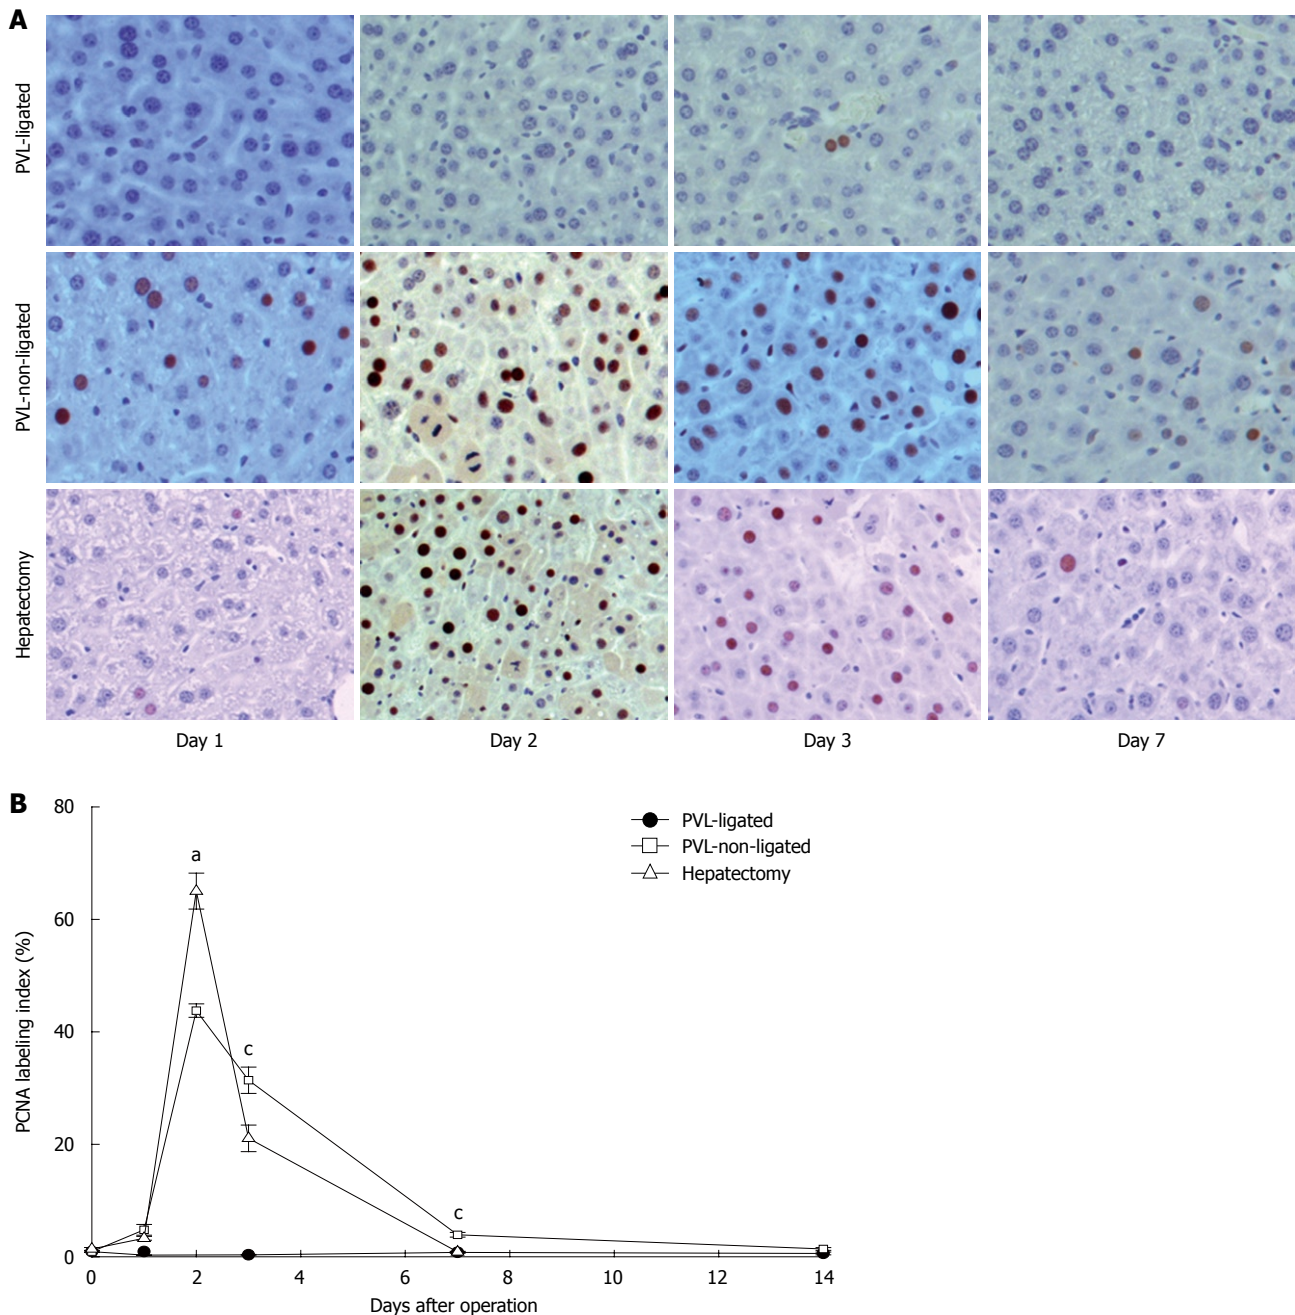 A
PVL-ligated
PVL-non-ligated
Hepatectomy
Day 1
Day 2
Day 3
Day 7
B
80
60
40
20
0
PCNA labeling index (%)
a
c
c
PVL-ligated
PVL-non-ligated
Hepatectomy
0
2
4
6
8
10
12
14
Days after operation